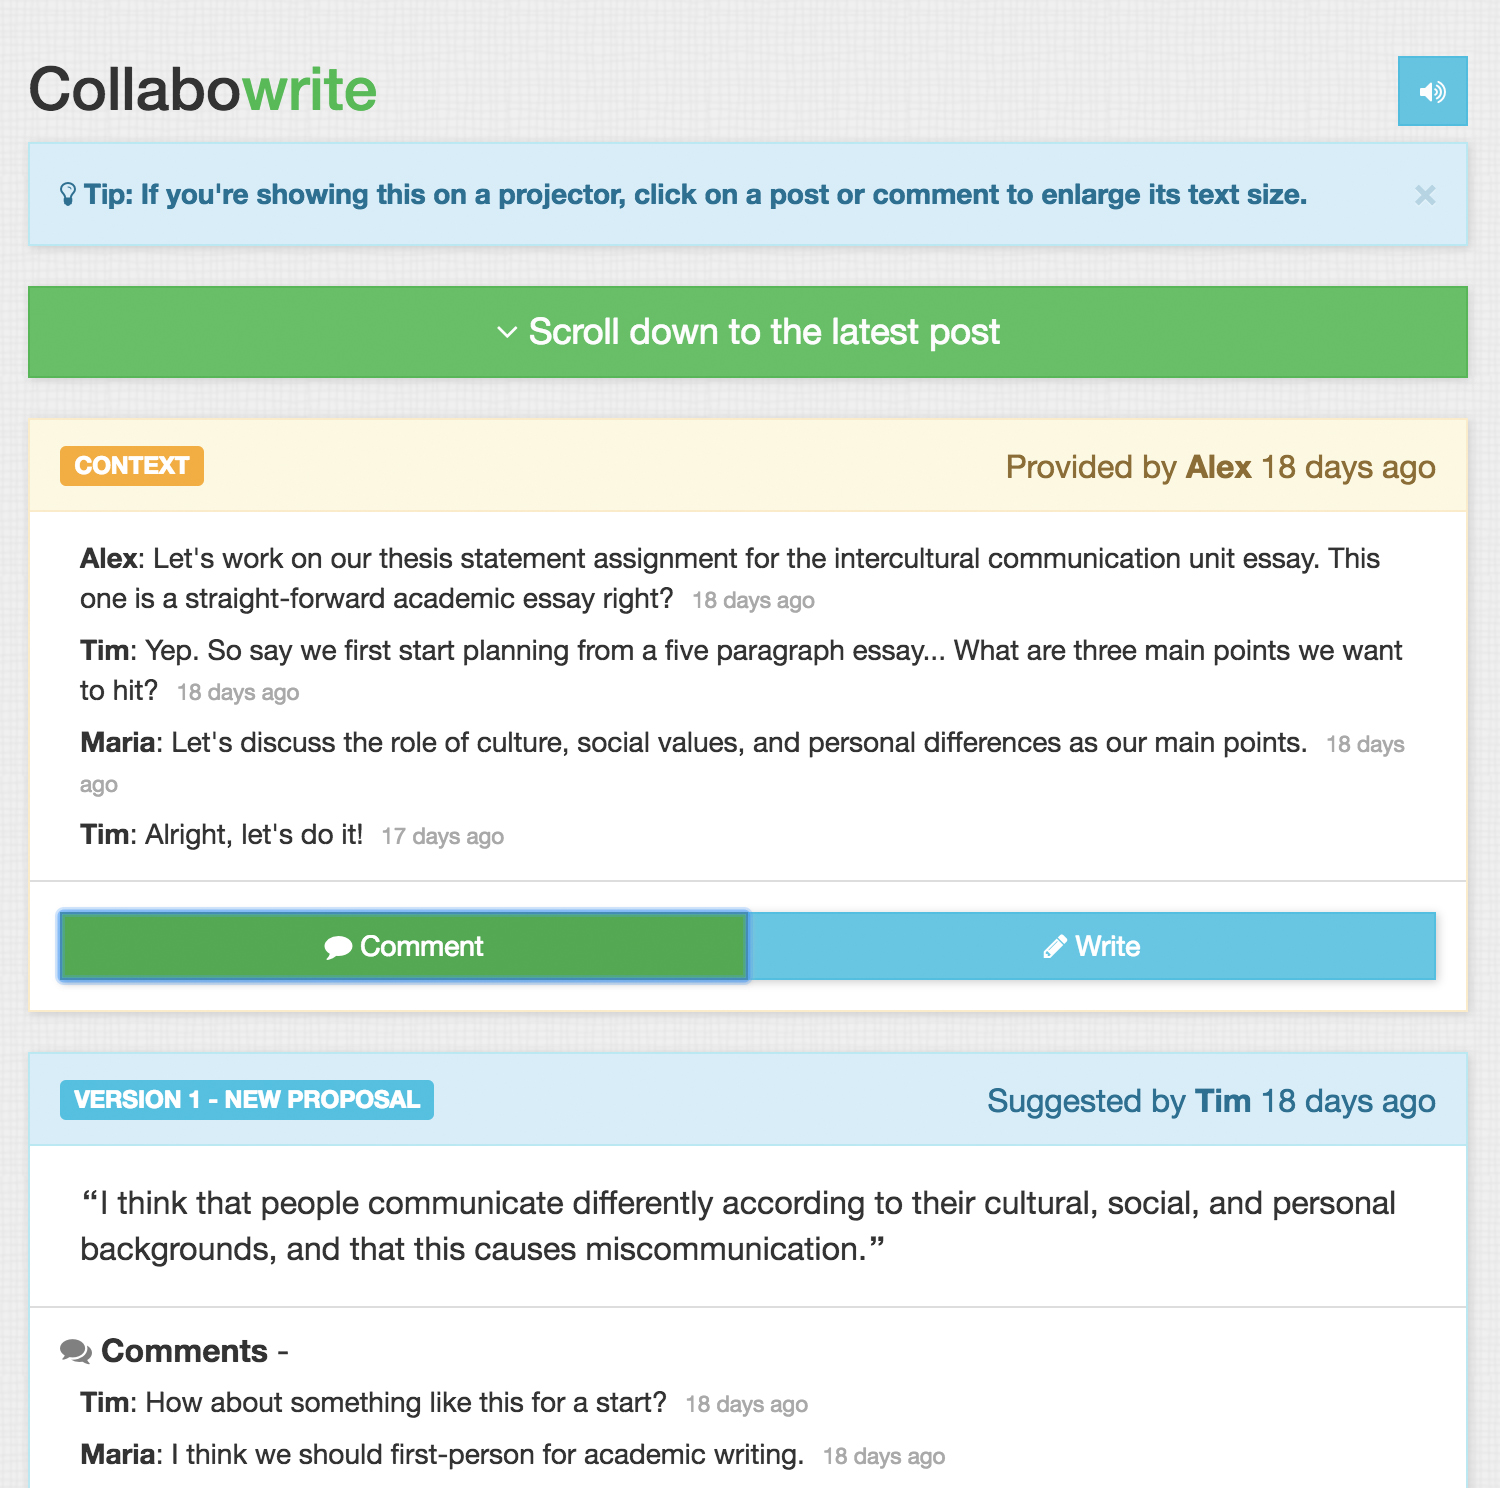 Collabowrite
Tip: If you're showing this on a projector, click on a post or comment to enlarge its text size. ×
Scroll down to the latest post
CONTEXT Provided by Alex 18 days ago
Alex: Let's work on our thesis statement assignment for the intercultural communication unit essay. This
one is a straight-forward academic essay right? 18 days ago
Tim: Yep. So say we first start planning from a five paragraph essay... What are three main points we want
to hit? 18 days ago
Maria: Let's discuss the role of culture, social values, and personal differences as our main points. 18 days
ago
Tim: Alright, let's do it! 17 days ago
Comment Write
VERSION 1 - NEW PROPOSAL Suggested by Tim 18 days ago
“I think that people communicate differently according to their cultural, social, and personal
backgrounds, and that this causes miscommunication.”
Comments -
Tim: How about something like this for a start? 18 days ago
Maria: I think we should first-person for academic writing. 18 days ago